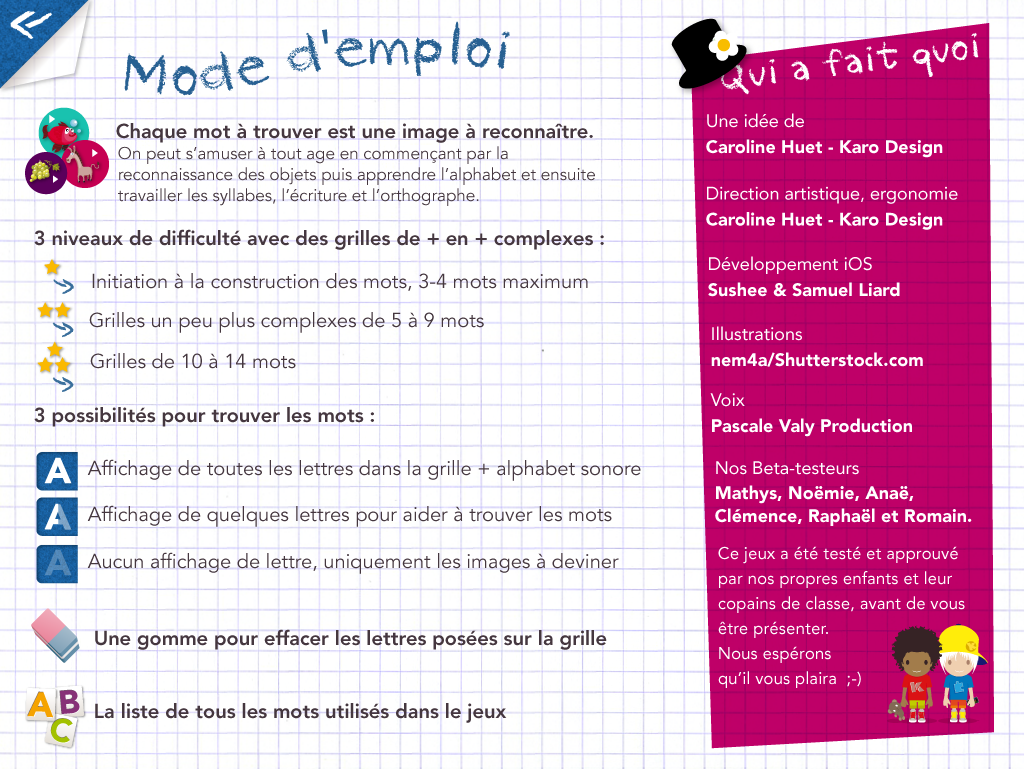 Mode d'emploi
Chaque mot à trouver est une image à reconnaître.
On peut s'amuser à tout age en commençant par la
reconnaissance des objets puis apprendre l'alphabet et ensuite
travailler les syllabes, l'écriture et l'orthographe.
3 niveaux de difficulté avec des grilles de + en + complexes :
Initiation à la construction des mots, 3-4 mots maximum
Grilles un peu plus complexes de 5 à 9 mots
Grilles de 10 à 14 mots
3 possibilités pour trouver les mots :
A Affichage de toutes les lettres dans la grille + alphabet sonore
A Affichage de quelques lettres pour aider à trouver les mots
A Aucun affichage de lettre, uniquement les images à deviner
Une gomme pour effacer les lettres posées sur la grille
A B C La liste de tous les mots utilisés dans le jeux
Qui a fait quoi
Une idée de
Caroline Huet - Karo Design
Direction artistique, ergonomie
Caroline Huet - Karo Design
Développement iOS
Sushee & Samuel Liard
Illustrations
nem4a/Shutterstock.com
Voix
Pascale Valy Production
Nos Beta-testeurs
Mathys, Noëmie, Anaë,
Clémence, Raphaël et Romain.
Ce jeux a été testé et approuvé
par nos propres enfants et leur
copains de classe, avant de vous
être présenter.
Nous espérons
qu'il vous plaira ;-)
K t